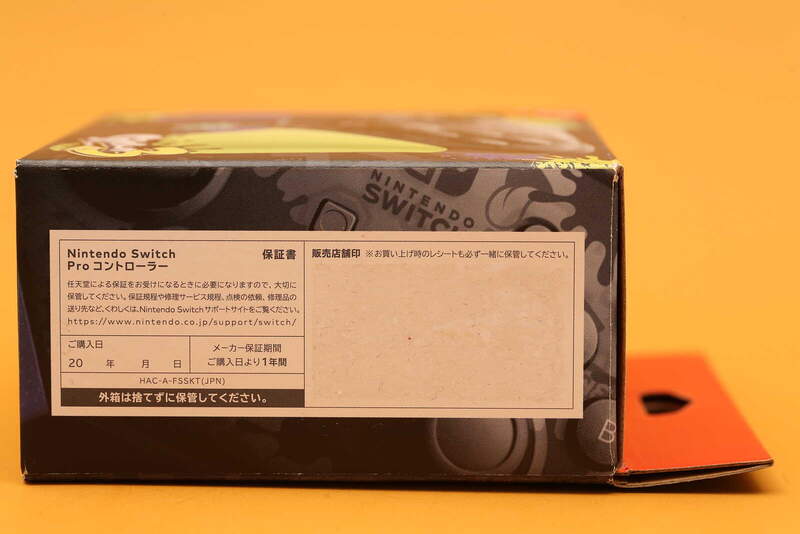 NINTENDO
SWITCH
Nintendo Switch
Pro コントローラー
保証書
任天堂による保証をお受けになるときに必要になりますので、大切に
保管してください。保証規程や修理サービス規程、点検の依頼、修理品の
送り先など、くわしくは、Nintendo Switchサポートサイトをご覧ください。
https://www.nintendo.co.jp/support/switch/
ご購入日
20 年 月 日
メーカー保証期間
ご購入日より1年間
HAC-A-FSSKT(JPN)
外箱は捨てずに保管してください。
販売店舗印 ※お買い上げ時のレシートも必ず一緒に保管してください。
B